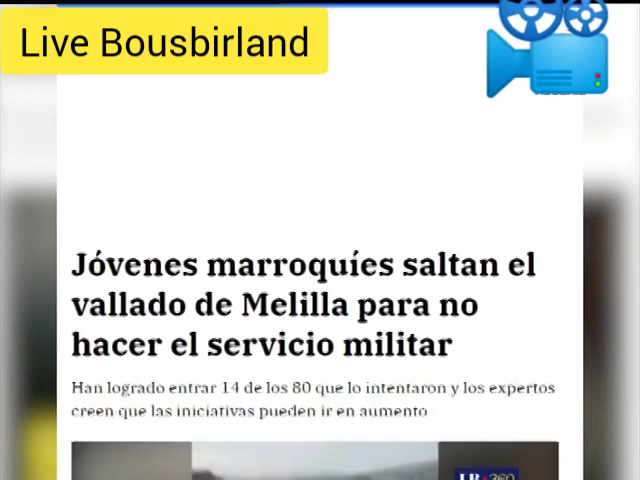 Live Bousbirland
Jóvenes marroquíes saltan el
vallado de Melilla para no
hacer el servicio militar
Han logrado entrar 14 de los 80 que lo intentaron y los expertos
creen que las iniciativas pueden ir en aumento